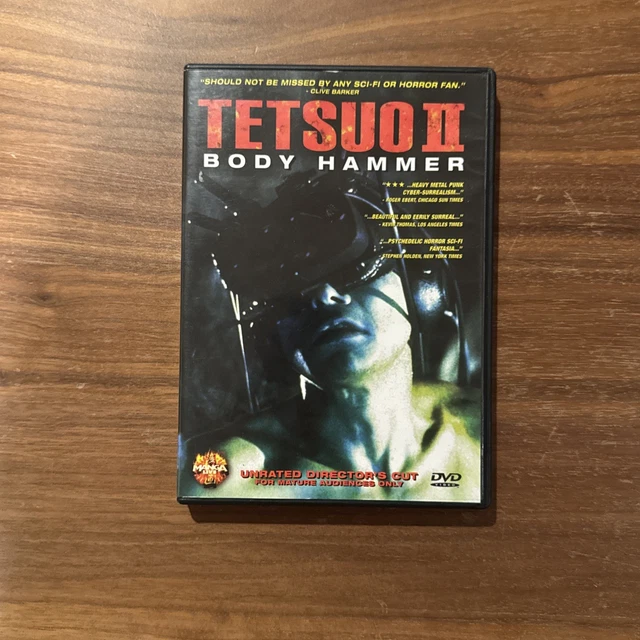 "SHOULD NOT BE MISSED BY ANY SCI-FI OR HORROR FAN."
- CLIVE BARKER
TETSUO II
BODY HAMMER
"★★★ ...HEAVY METAL PUNK
CYBER-SURREALISM..."
- ROGER EBERT, CHICAGO SUN TIMES
"...BEAUTIFUL AND EERILY SURREAL..."
- KEVIN THOMAS, LOS ANGELES TIMES
"...PSYCHEDELIC HORROR SCI-FI
FANTASIA..."
- STEPHEN HOLDEN, NEW YORK TIMES
MANGA
UNRATED DIRECTOR'S CUT
FOR MATURE AUDIENCES ONLY
DVD
VIDEO